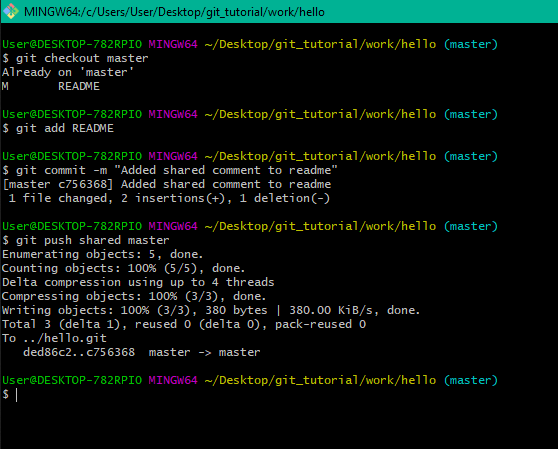 MINGW64:/c/Users/User/Desktop/git_tutorial/work/hello
User@DESKTOP-782RPIO MINGW64 ~/Desktop/git_tutorial/work/hello (master)
$ git checkout master
Already on 'master'
M       README
User@DESKTOP-782RPIO MINGW64 ~/Desktop/git_tutorial/work/hello (master)
$ git add README
User@DESKTOP-782RPIO MINGW64 ~/Desktop/git_tutorial/work/hello (master)
$ git commit -m "Added shared comment to readme"
[master c756368] Added shared comment to readme
 1 file changed, 2 insertions(+), 1 deletion(-)
User@DESKTOP-782RPIO MINGW64 ~/Desktop/git_tutorial/work/hello (master)
$ git push shared master
Enumerating objects: 5, done.
Counting objects: 100% (5/5), done.
Delta compression using up to 4 threads
Compressing objects: 100% (3/3), done.
Writing objects: 100% (3/3), 380 bytes | 380.00 KiB/s, done.
Total 3 (delta 1), reused 0 (delta 0), pack-reused 0
To ../hello.git
   ded86c2..c756368  master -> master
User@DESKTOP-782RPIO MINGW64 ~/Desktop/git_tutorial/work/hello (master)
$